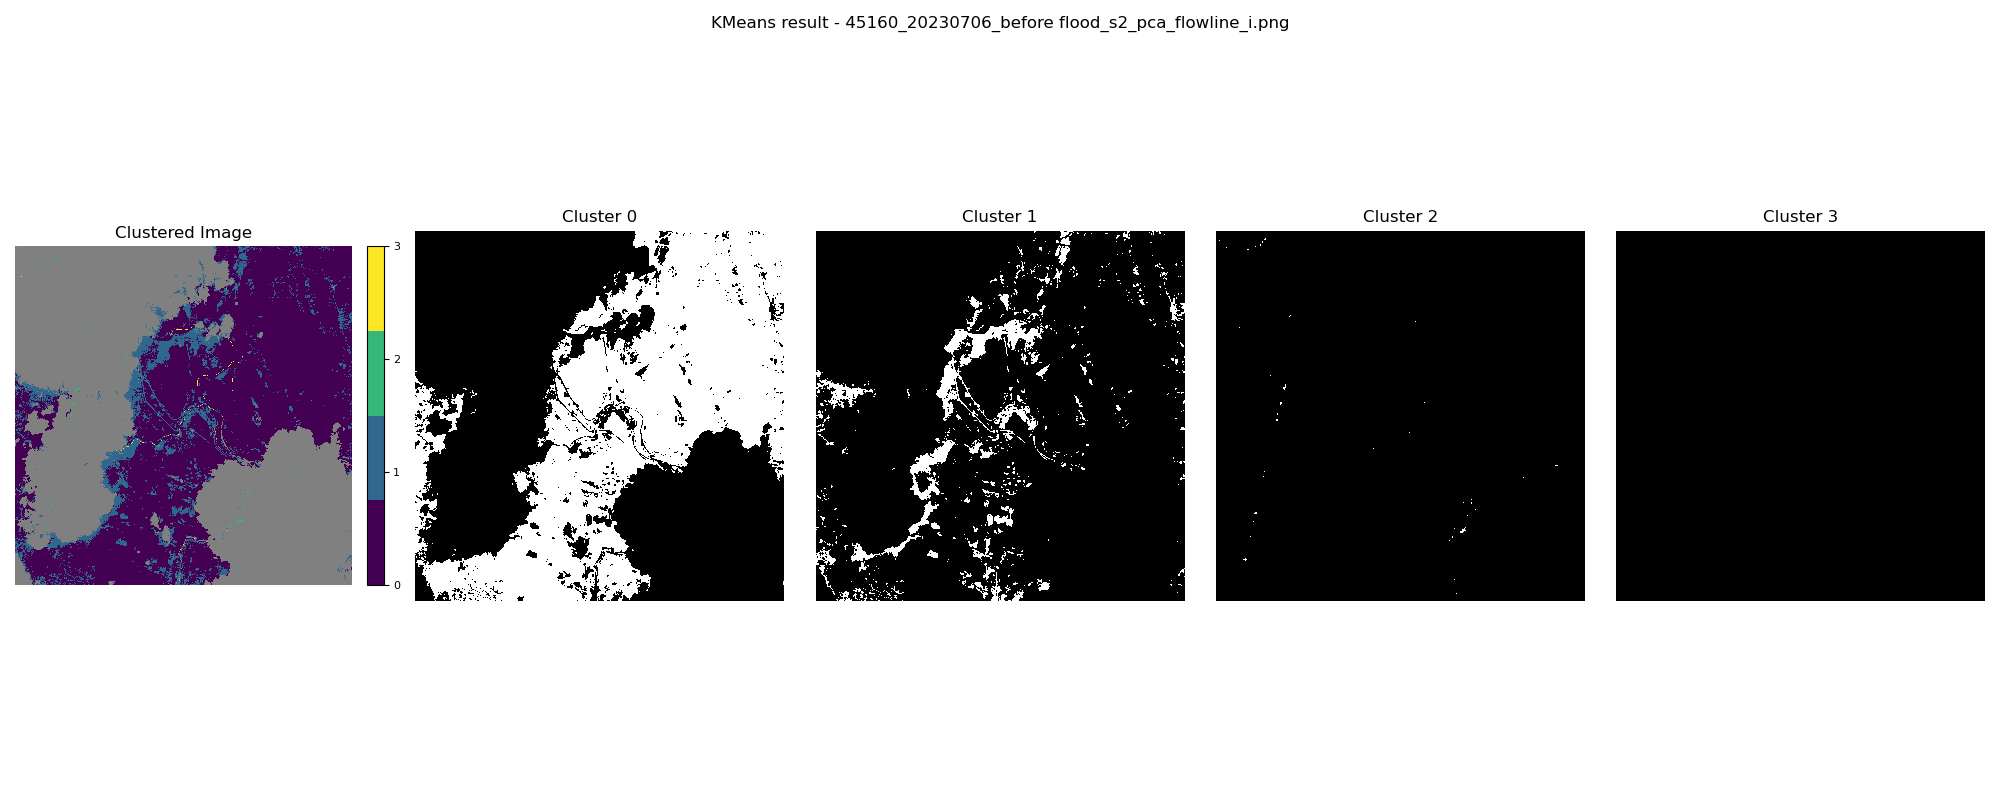 KMeans result - 45160_20230706_before flood_s2_pca_flowline_i.png
Clustered Image
Cluster 0
Cluster 1
Cluster 2
Cluster 3
3
2
1
0